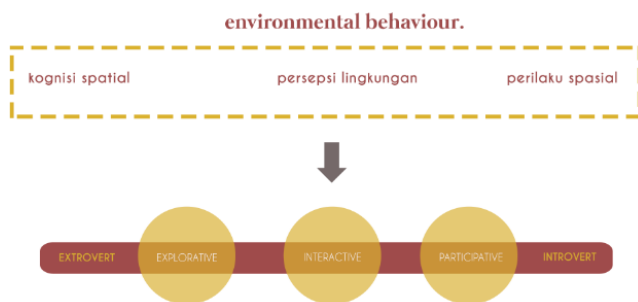 environmental behaviour.
kognisi spatial persepsi lingkungan perilaku spasial
EXTROVERT EXPLORATIVE INTERACTIVE PARTICIPATIVE INTROVERT